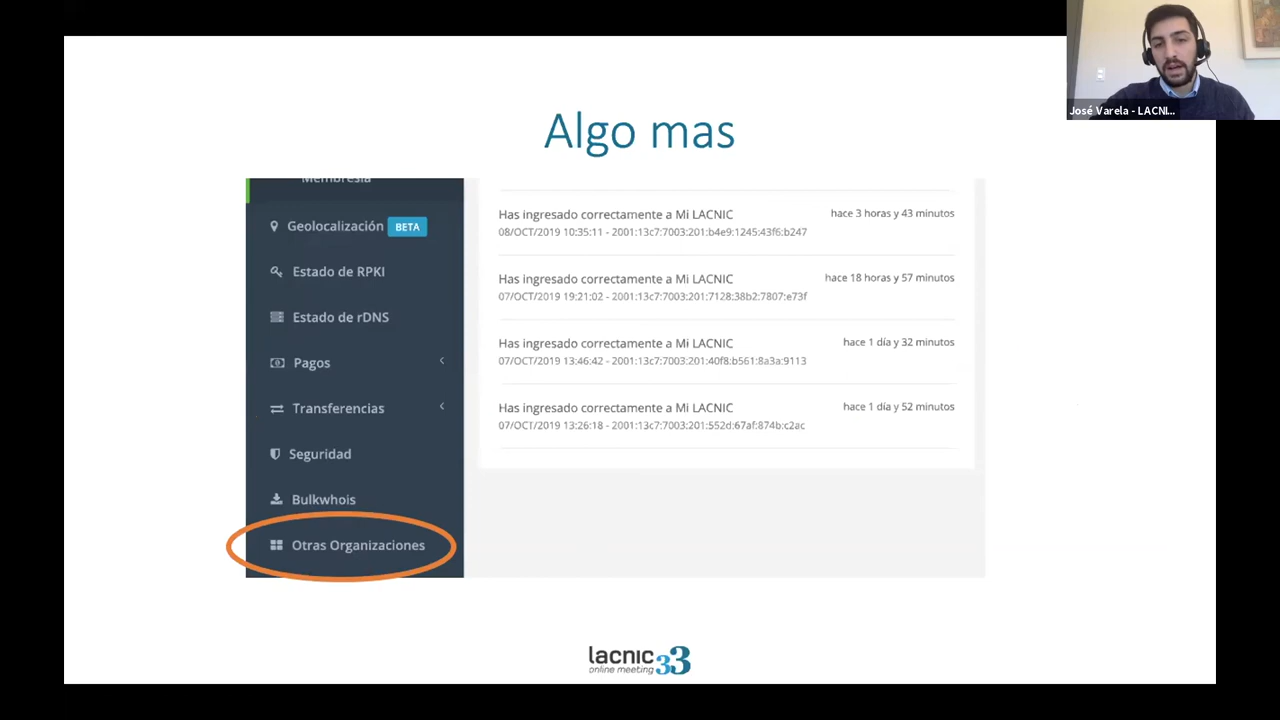 José Varela - LACNI...
Algo mas
Membresía
Geolocalización BETA
Estado de RPKI
Estado de rDNS
Pagos
Transferencias
Seguridad
Bulkwhois
Otras Organizaciones
Has ingresado correctamente a Mi LACNIC
hace 3 horas y 43 minutos
08/OCT/2019 10:35:11 - 2001:13c7:7003:201:b4e9:1245:43f6:b247
Has ingresado correctamente a Mi LACNIC
hace 18 horas y 57 minutos
07/OCT/2019 19:21:02 - 2001:13c7:7003:201:7128:38b2:7807:e73f
Has ingresado correctamente a Mi LACNIC
hace 1 día y 32 minutos
07/OCT/2019 13:46:42 - 2001:13c7:7003:201:40f8:b561:8a3a:9113
Has ingresado correctamente a Mi LACNIC
hace 1 día y 52 minutos
07/OCT/2019 13:26:18 - 2001:13c7:7003:201:552d:67af:874b:c2ac
lacnic 33
online meeting